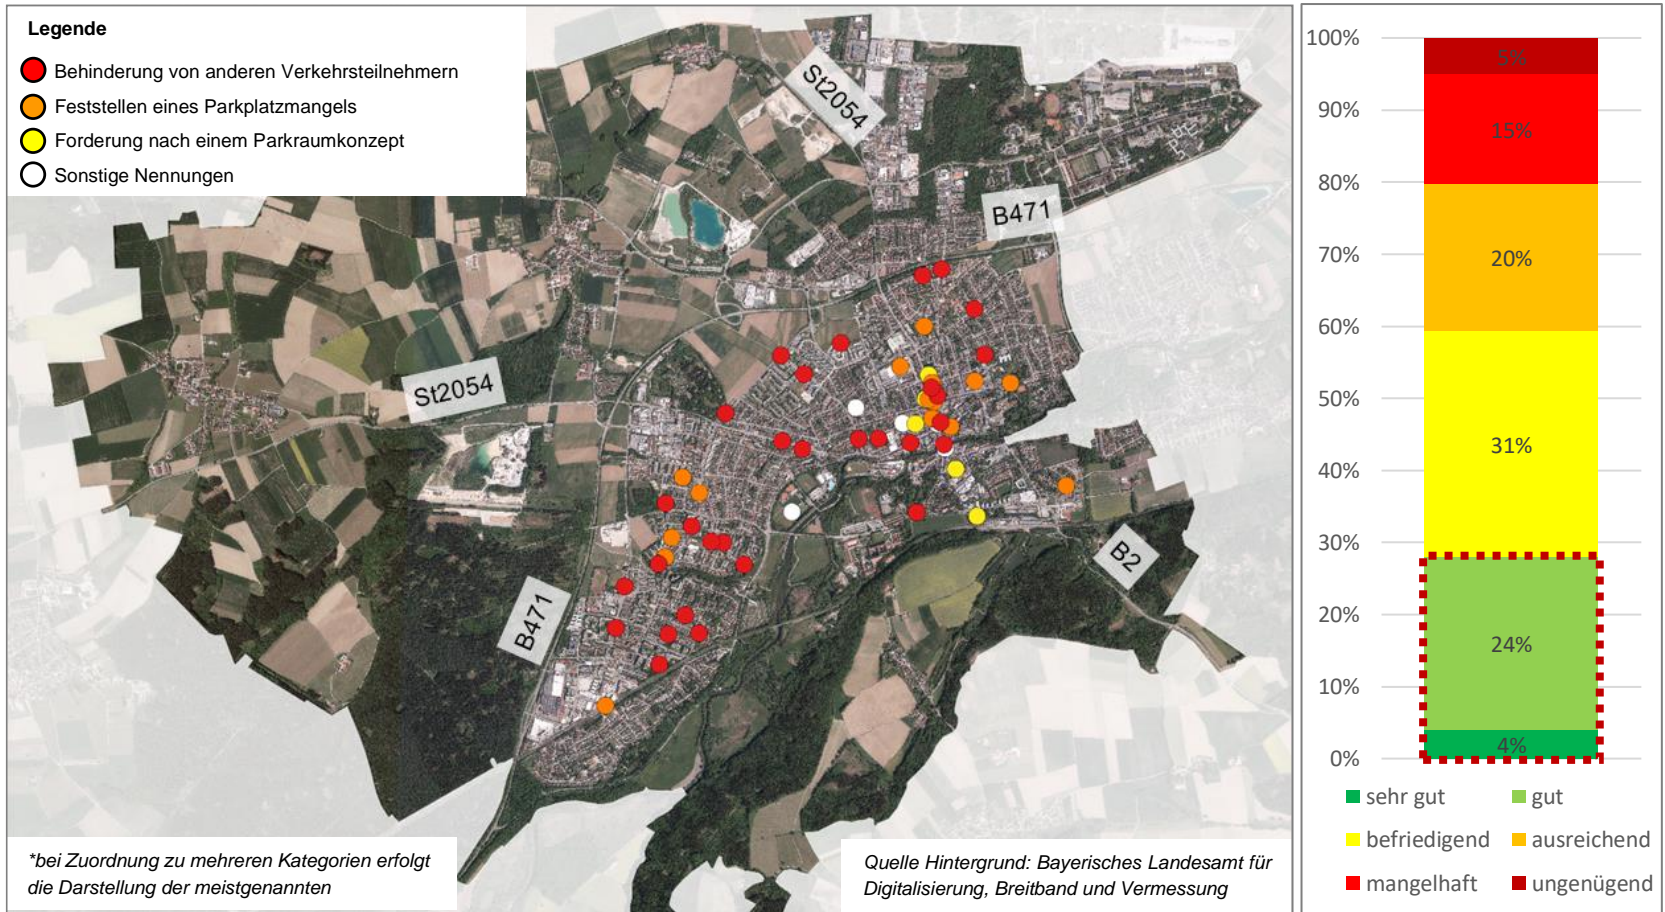 Legende
Behinderung von anderen Verkehrsteilnehmern
Feststellen eines Parkplatzmangels
Forderung nach einem Parkraumkonzept
Sonstige Nennungen
St2054
B471
St2054
B471
B2
*bei Zuordnung zu mehreren Kategorien erfolgt
die Darstellung der meistgenannten
Quelle Hintergrund: Bayerisches Landesamt für
Digitalisierung, Breitband und Vermessung
100%
90%
80%
70%
60%
50%
40%
30%
20%
10%
0%
5%
15%
20%
31%
24%
4%
sehr gut gut
befriedigend ausreichend
mangelhaft ungenügend